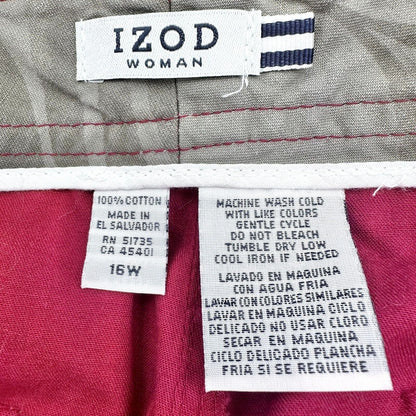 IZOD
WOMAN
100% COTTON
MADE IN
EL SALVADOR
RN 51735
CA 45401
16W
MACHINE WASH COLD
WITH LIKE COLORS
GENTLE CYCLE
DO NOT BLEACH
TUMBLE DRY LOW
COOL IRON IF NEEDED
LAVADO EN MAQUINA
CON AGUA FRIA
LAVAR CON COLORES SIMILARES
LAVAR EN MAQUINA CICLO
DELICADO NO USAR CLORO
SECAR EN MAQUINA
CICLO DELICADO PLANCHA
FRIA SI SE REQUIERE